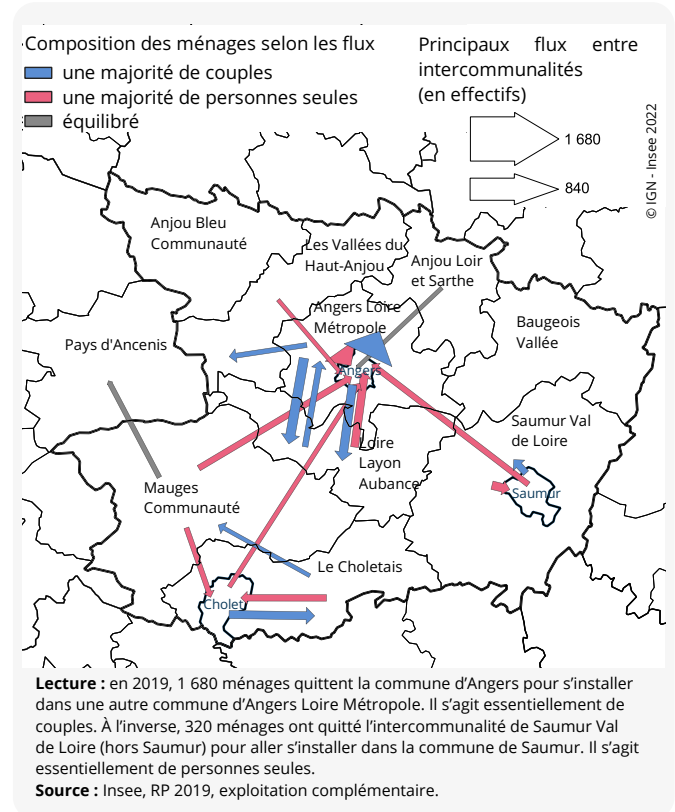 Composition des ménages selon les flux
une majorité de couples
une majorité de personnes seules
équilibré
Principaux flux entre
intercommunalités
(en effectifs)
1 680
840
© IGN - Insee 2022
Anjou Bleu
Communauté
Les Vallées du
Haut-Anjou
Anjou Loir
et Sarthe
Angers Loire
Métropole
Pays d'Ancenis
Baugeois
Vallée
Angers
Saumur Val
de Loire
Loire
Layon
Aubance
Mauges
Communauté
Saumur
Le Choletais
Cholet
Lecture : en 2019, 1 680 ménages quittent la commune d’Angers pour s’installer
dans une autre commune d’Angers Loire Métropole. Il s’agit essentiellement de
couples. À l’inverse, 320 ménages ont quitté l’intercommunalité de Saumur Val
de Loire (hors Saumur) pour aller s’installer dans la commune de Saumur. Il s’agit
essentiellement de personnes seules.
Source : Insee, RP 2019, exploitation complémentaire.